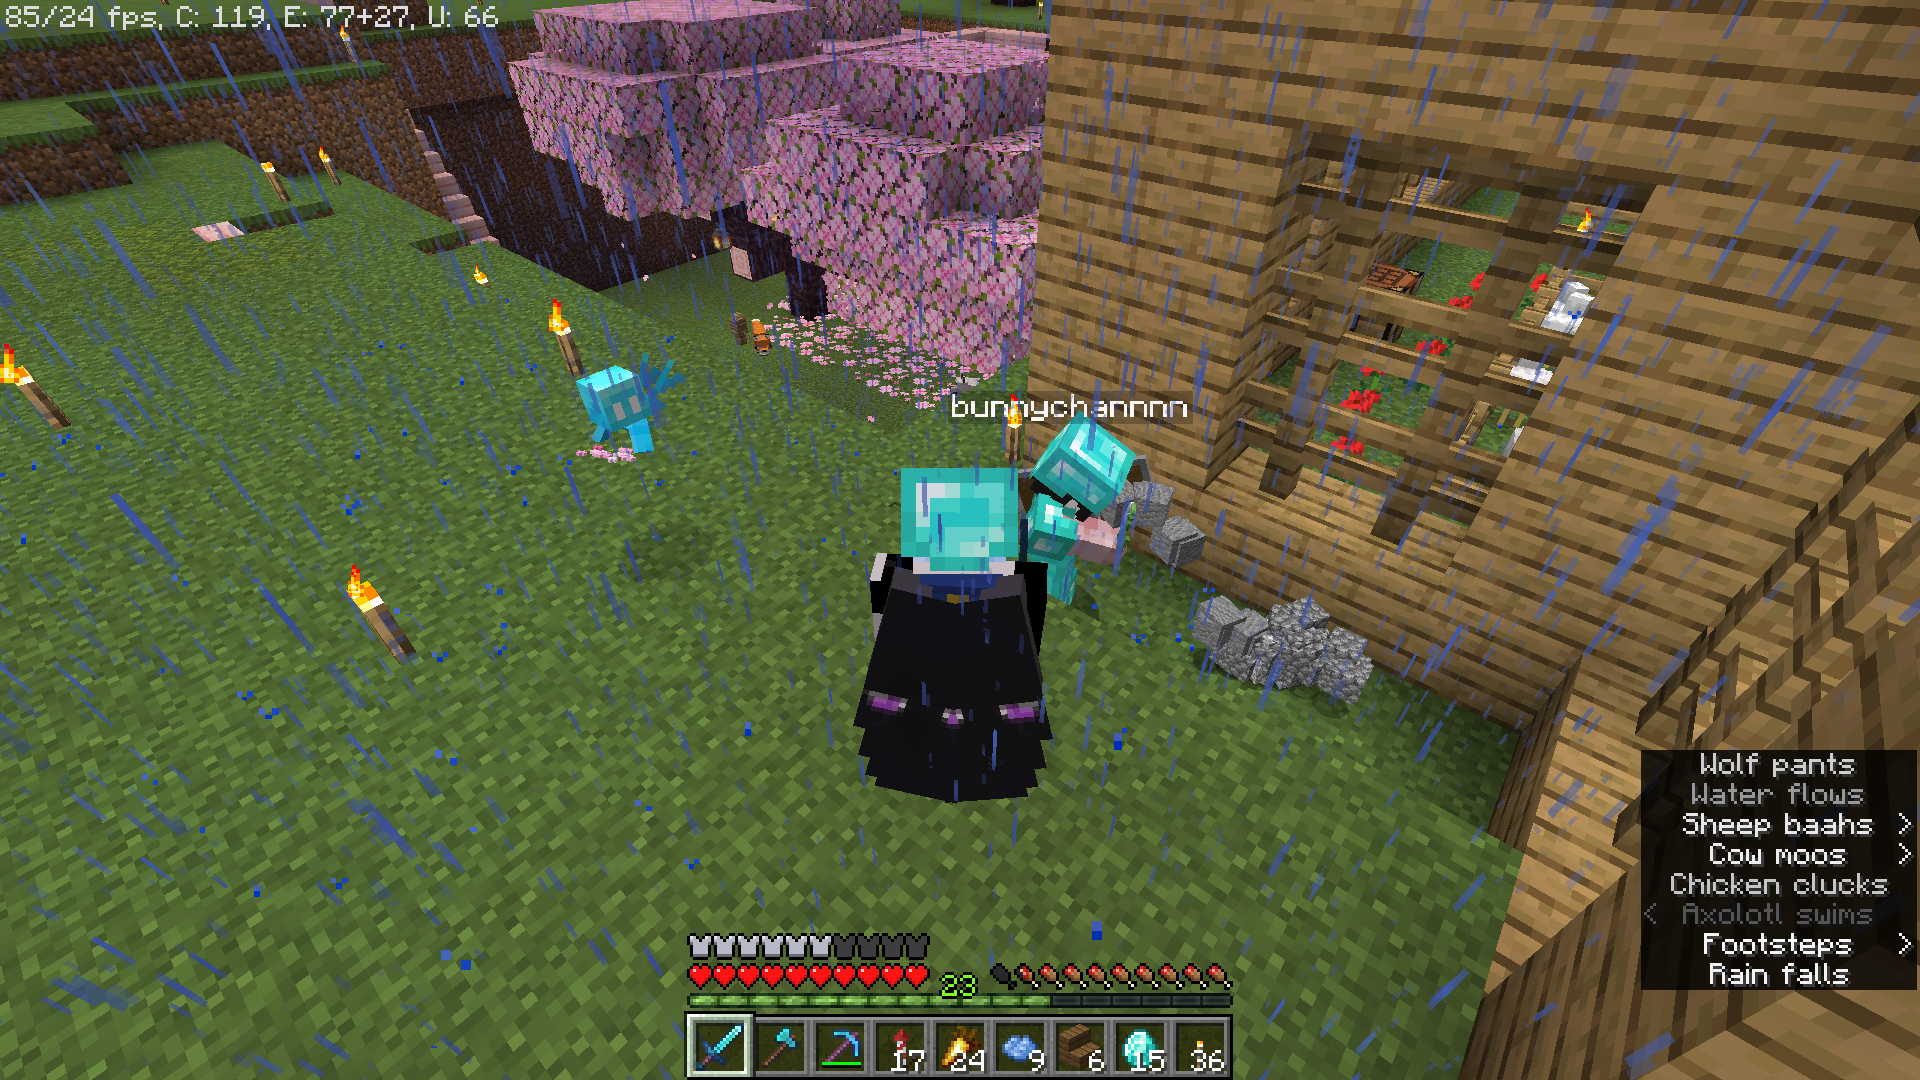 85/24 fps, C: 119, E: 77+27, U: 66
bunnychannnn
Wolf pants
Water flows
Sheep baahs >
Cow moos >
Chicken clucks
< Axolotl swims
Footsteps >
Rain falls
23
17 24 9 6 15 36